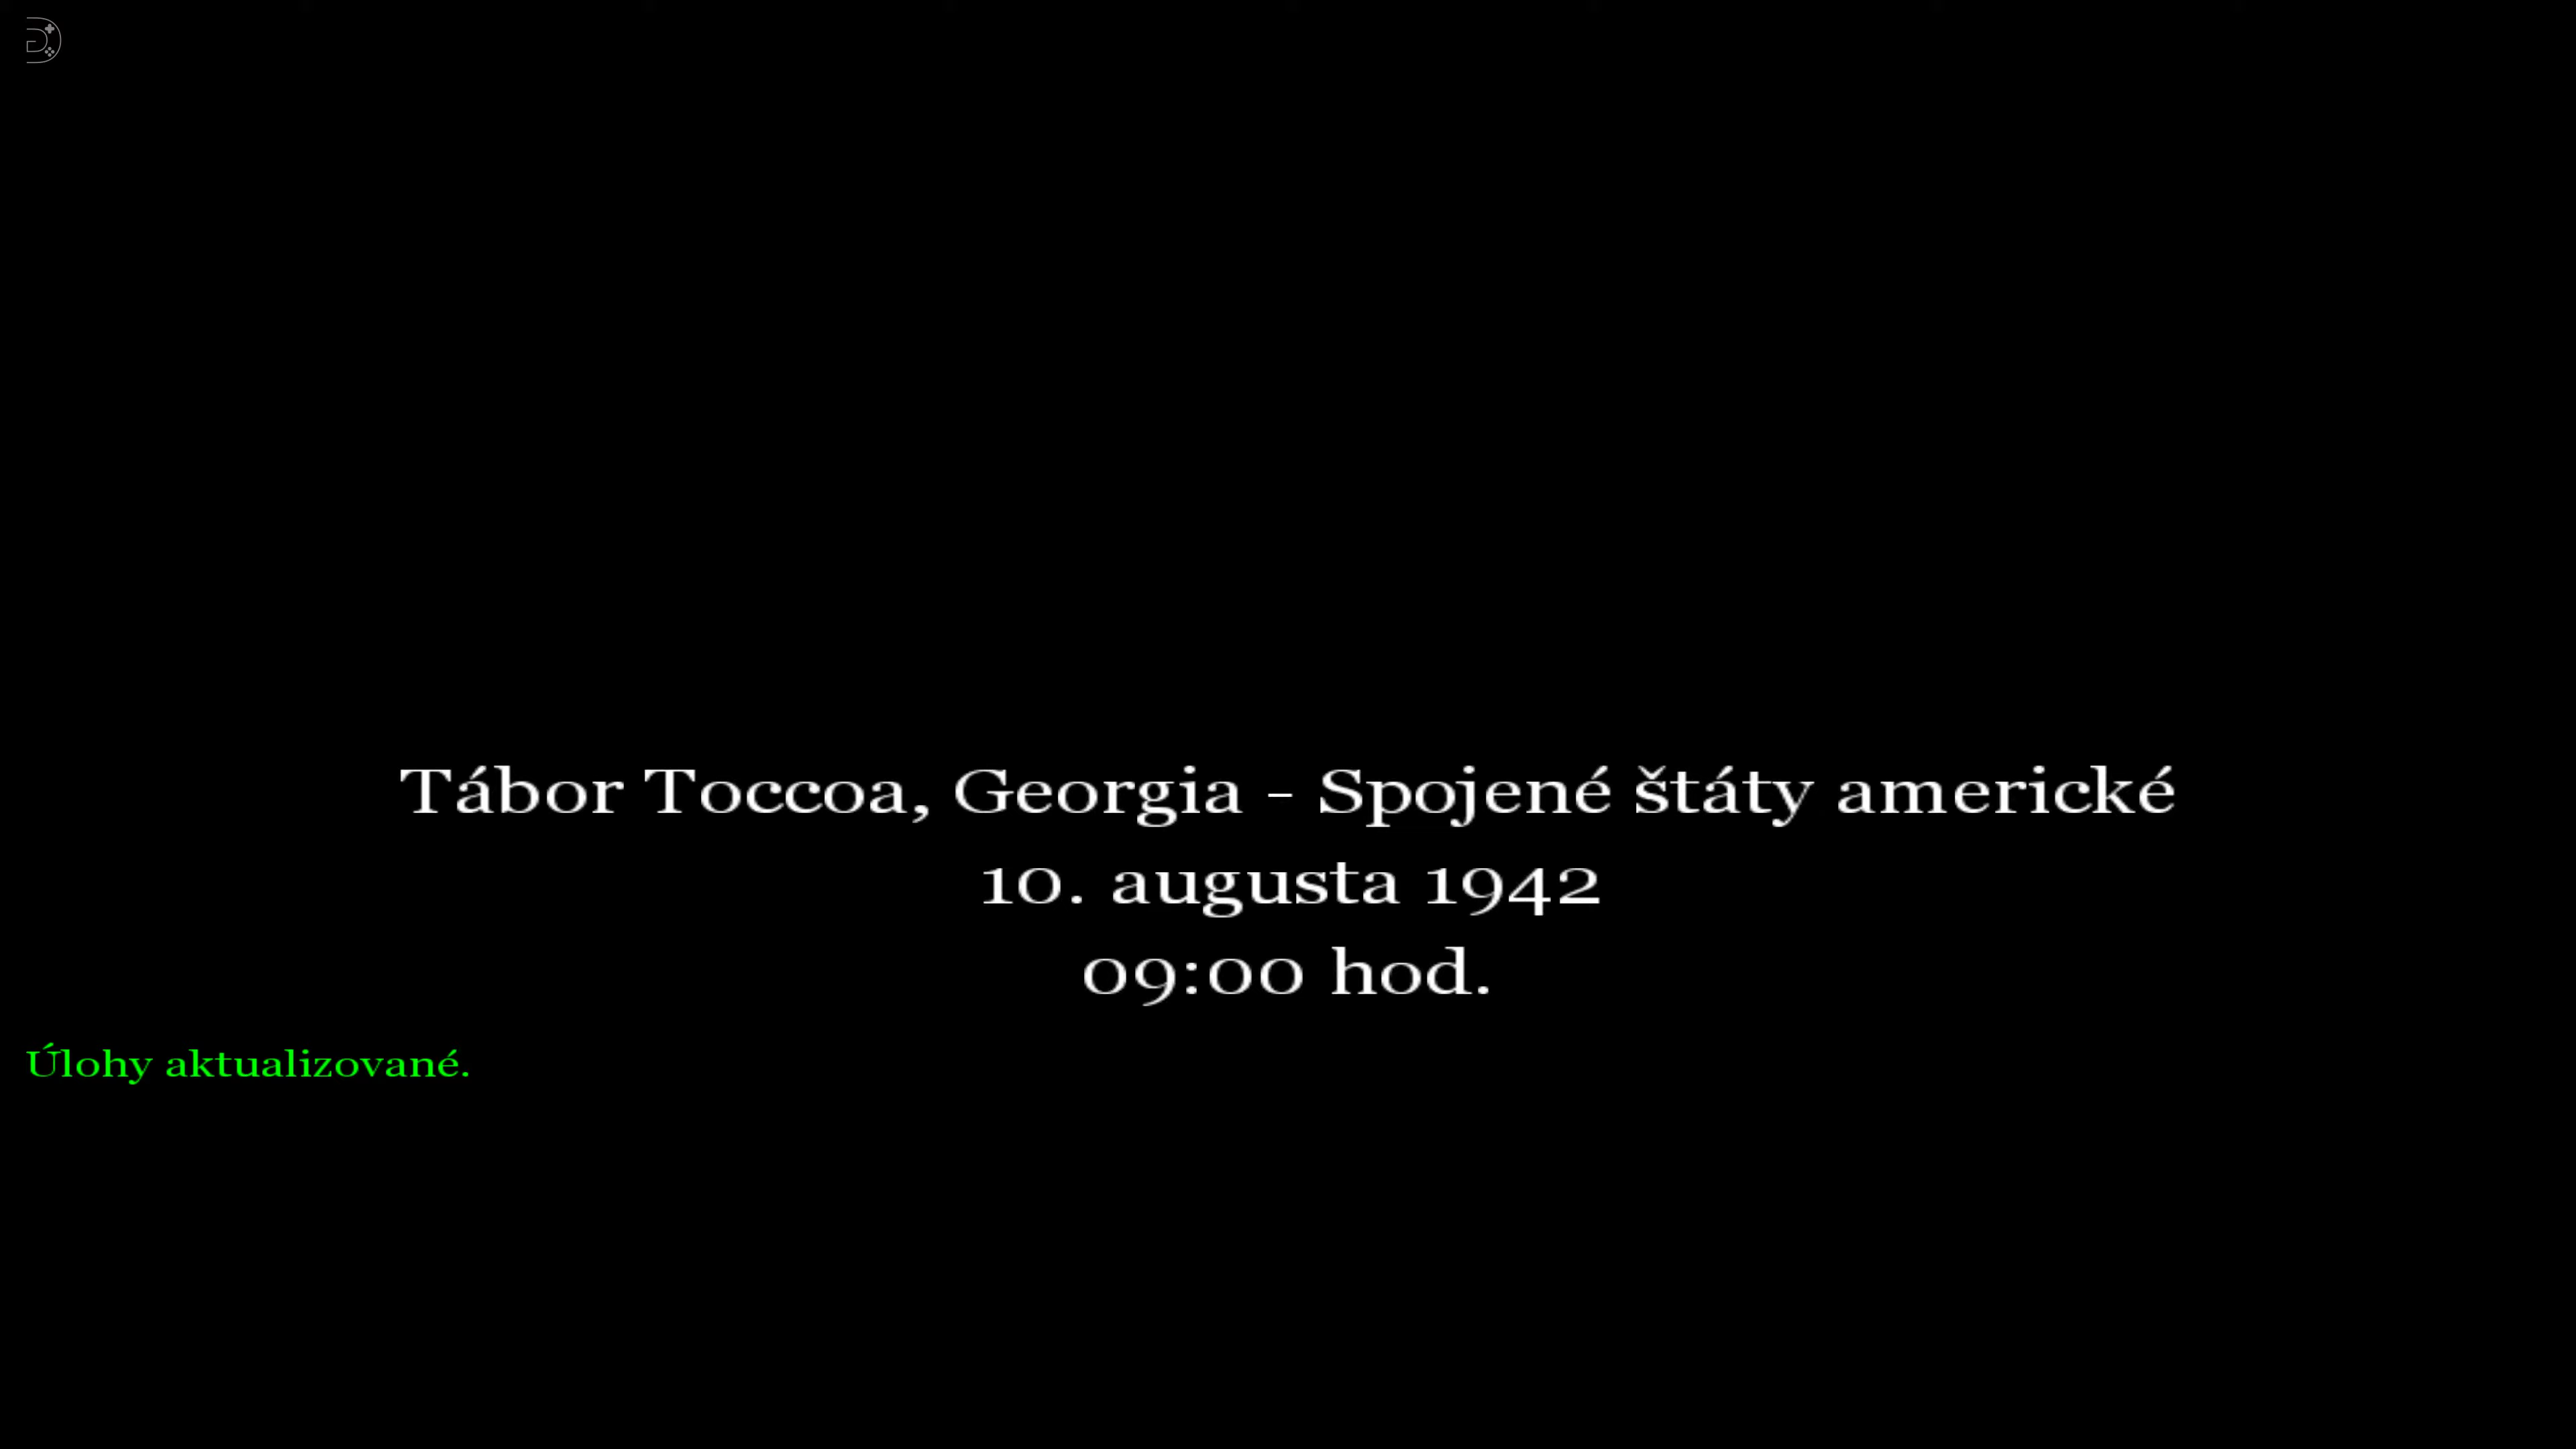 Tábor Toccoa, Georgia - Spojené štáty americké
10. augusta 1942
09:00 hod.
Úlohy aktualizované.